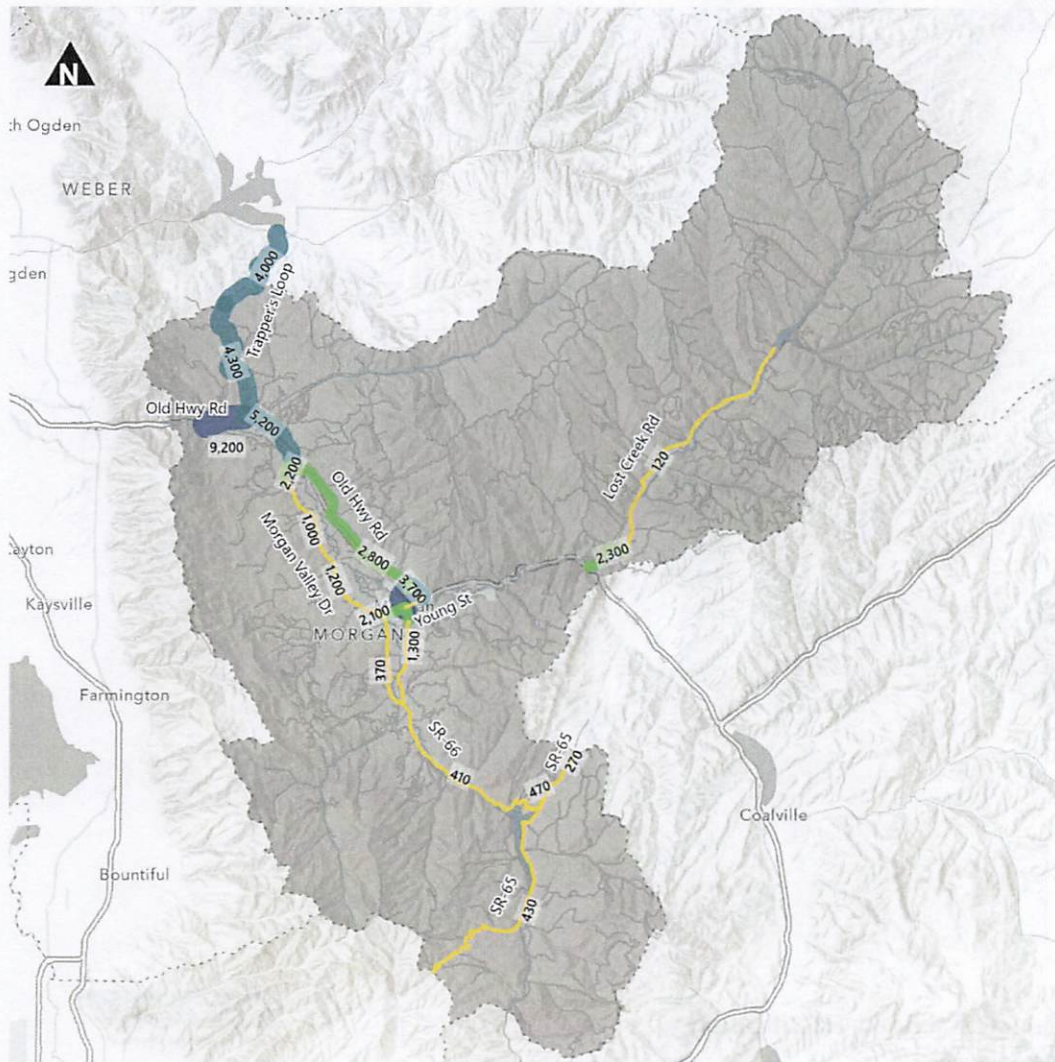 N
th Ogden
WEBER
gden
4,000
Trapper's Loop
4,300
Old Hwy Rd
5,200
9,200
2,200
Old Hwy Rd
Lost Creek Rd
120
1,000
Morgan Valley Dr
2,800
2,300
ayton
1,200
3,700
Kaysville
2,100
Young St
MORGAN
1,300
370
Farmington
SR-66
SR-65
270
410
470
Coalville
Bountiful
SR-65
430